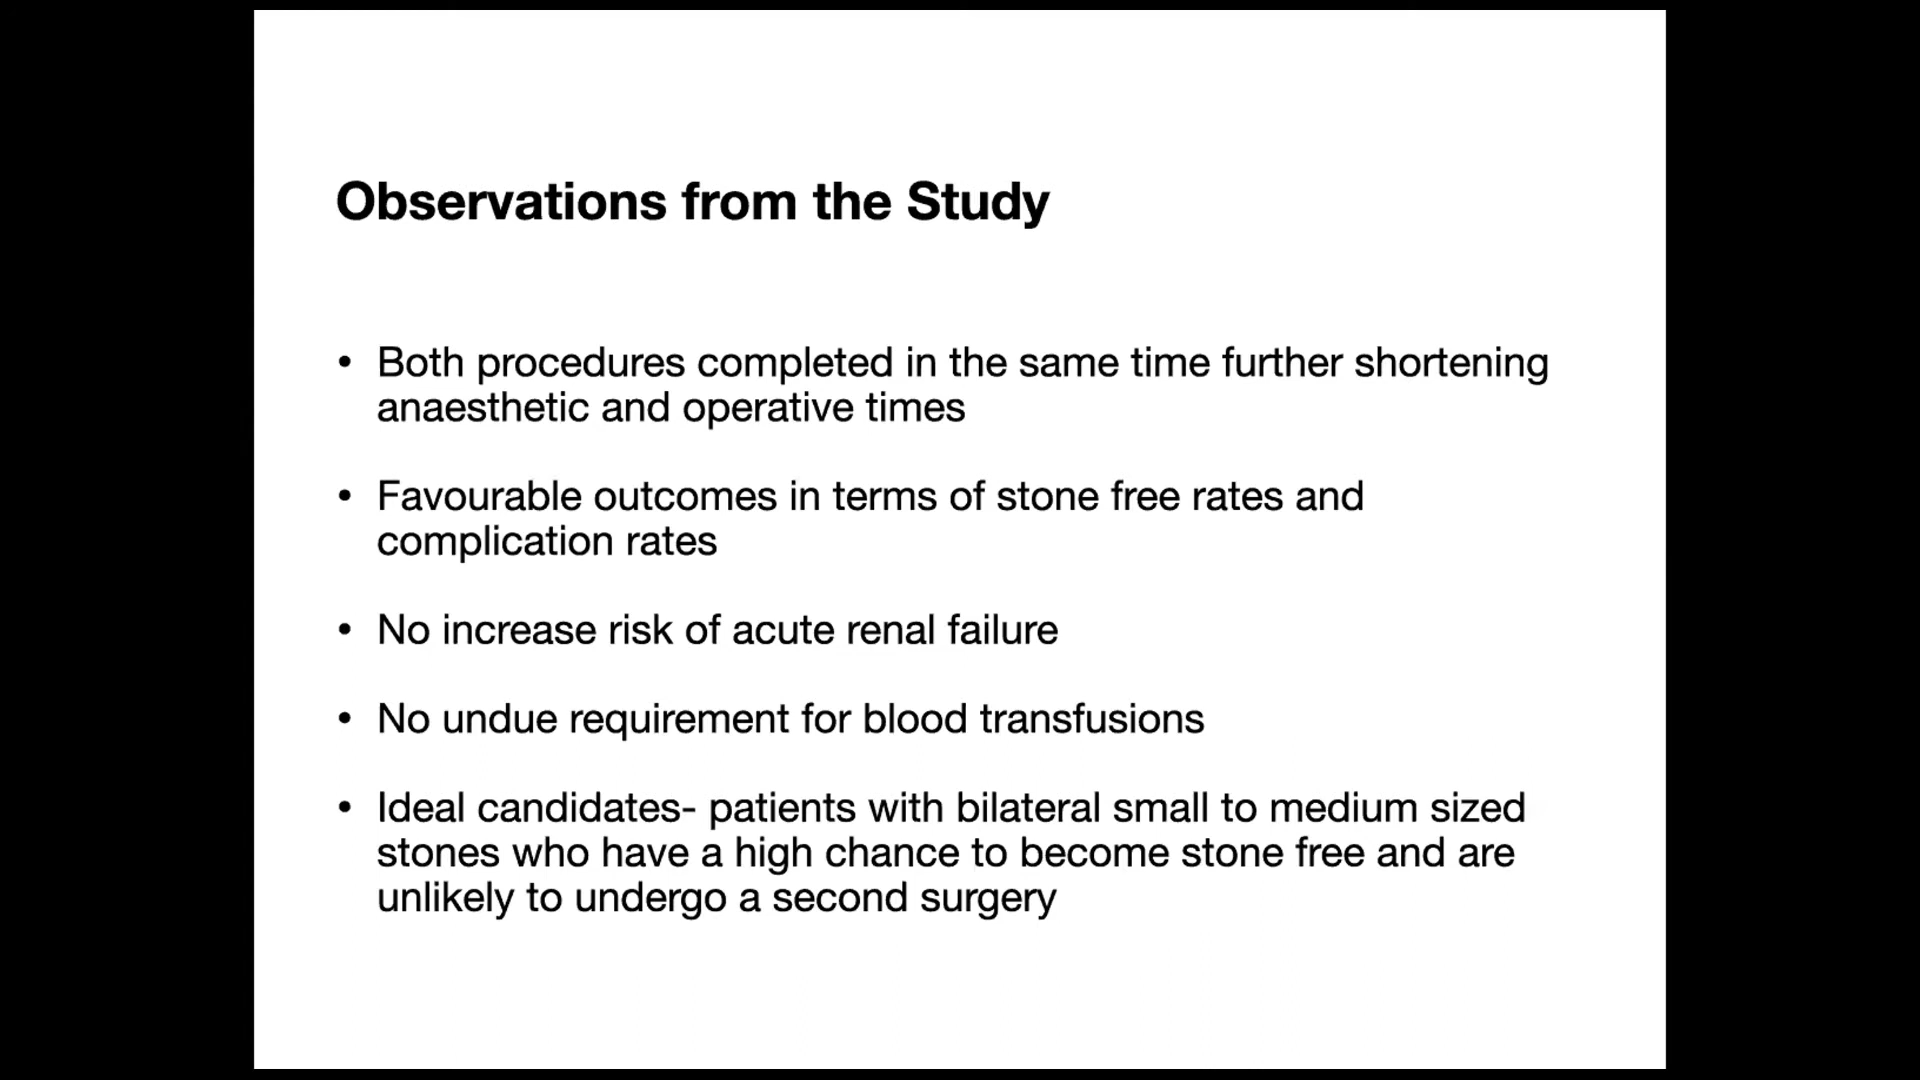 Observations from the Study
• Both procedures completed in the same time further shortening
anaesthetic and operative times
• Favourable outcomes in terms of stone free rates and
complication rates
• No increase risk of acute renal failure
• No undue requirement for blood transfusions
• Ideal candidates- patients with bilateral small to medium sized
stones who have a high chance to become stone free and are
unlikely to undergo a second surgery